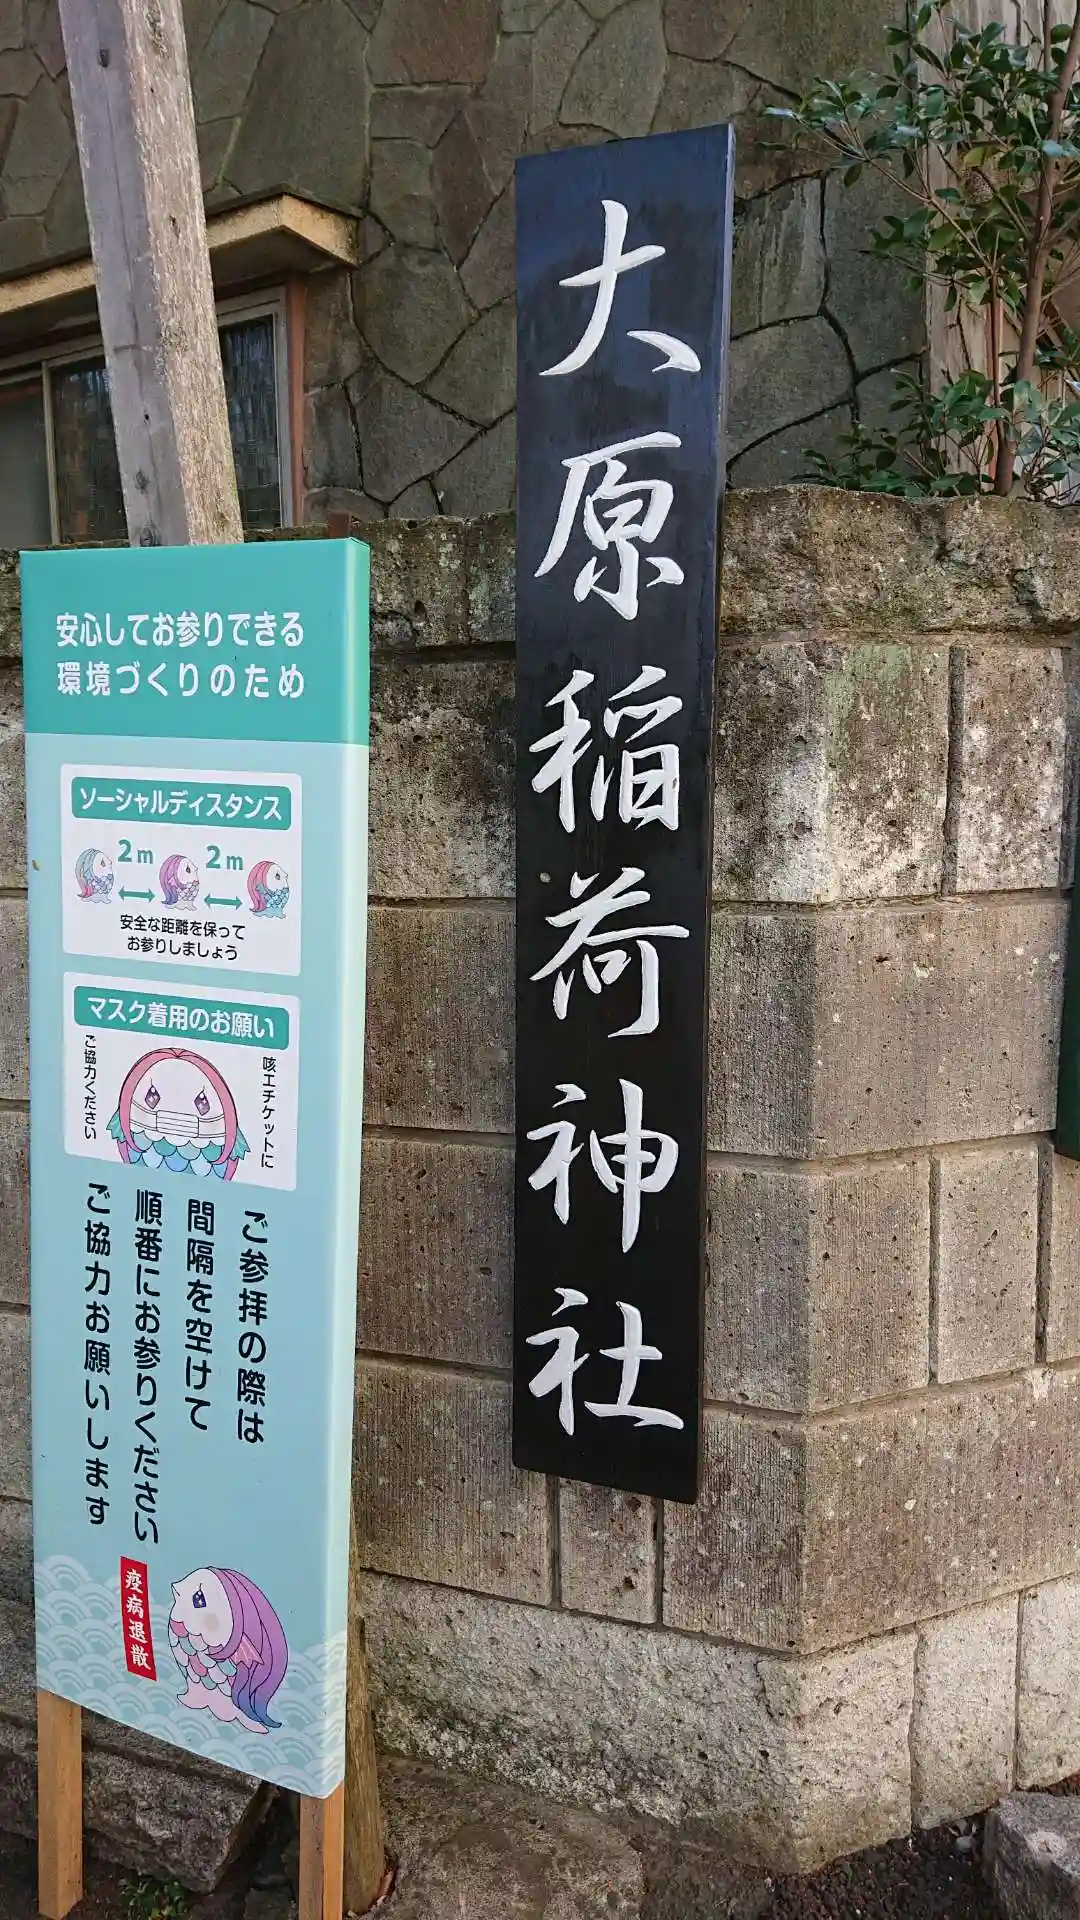 安心してお参りできる
環境づくりのため
ソーシャルディスタンス
2m 2m
安全な距離を保って
お参りしましょう
マスク着用のお願い
咳エチケットに
ご協力ください
ご参拝の際は
間隔を空けて
順番にお参りください
ご協力お願いします
疫病退散
大原稲荷神社